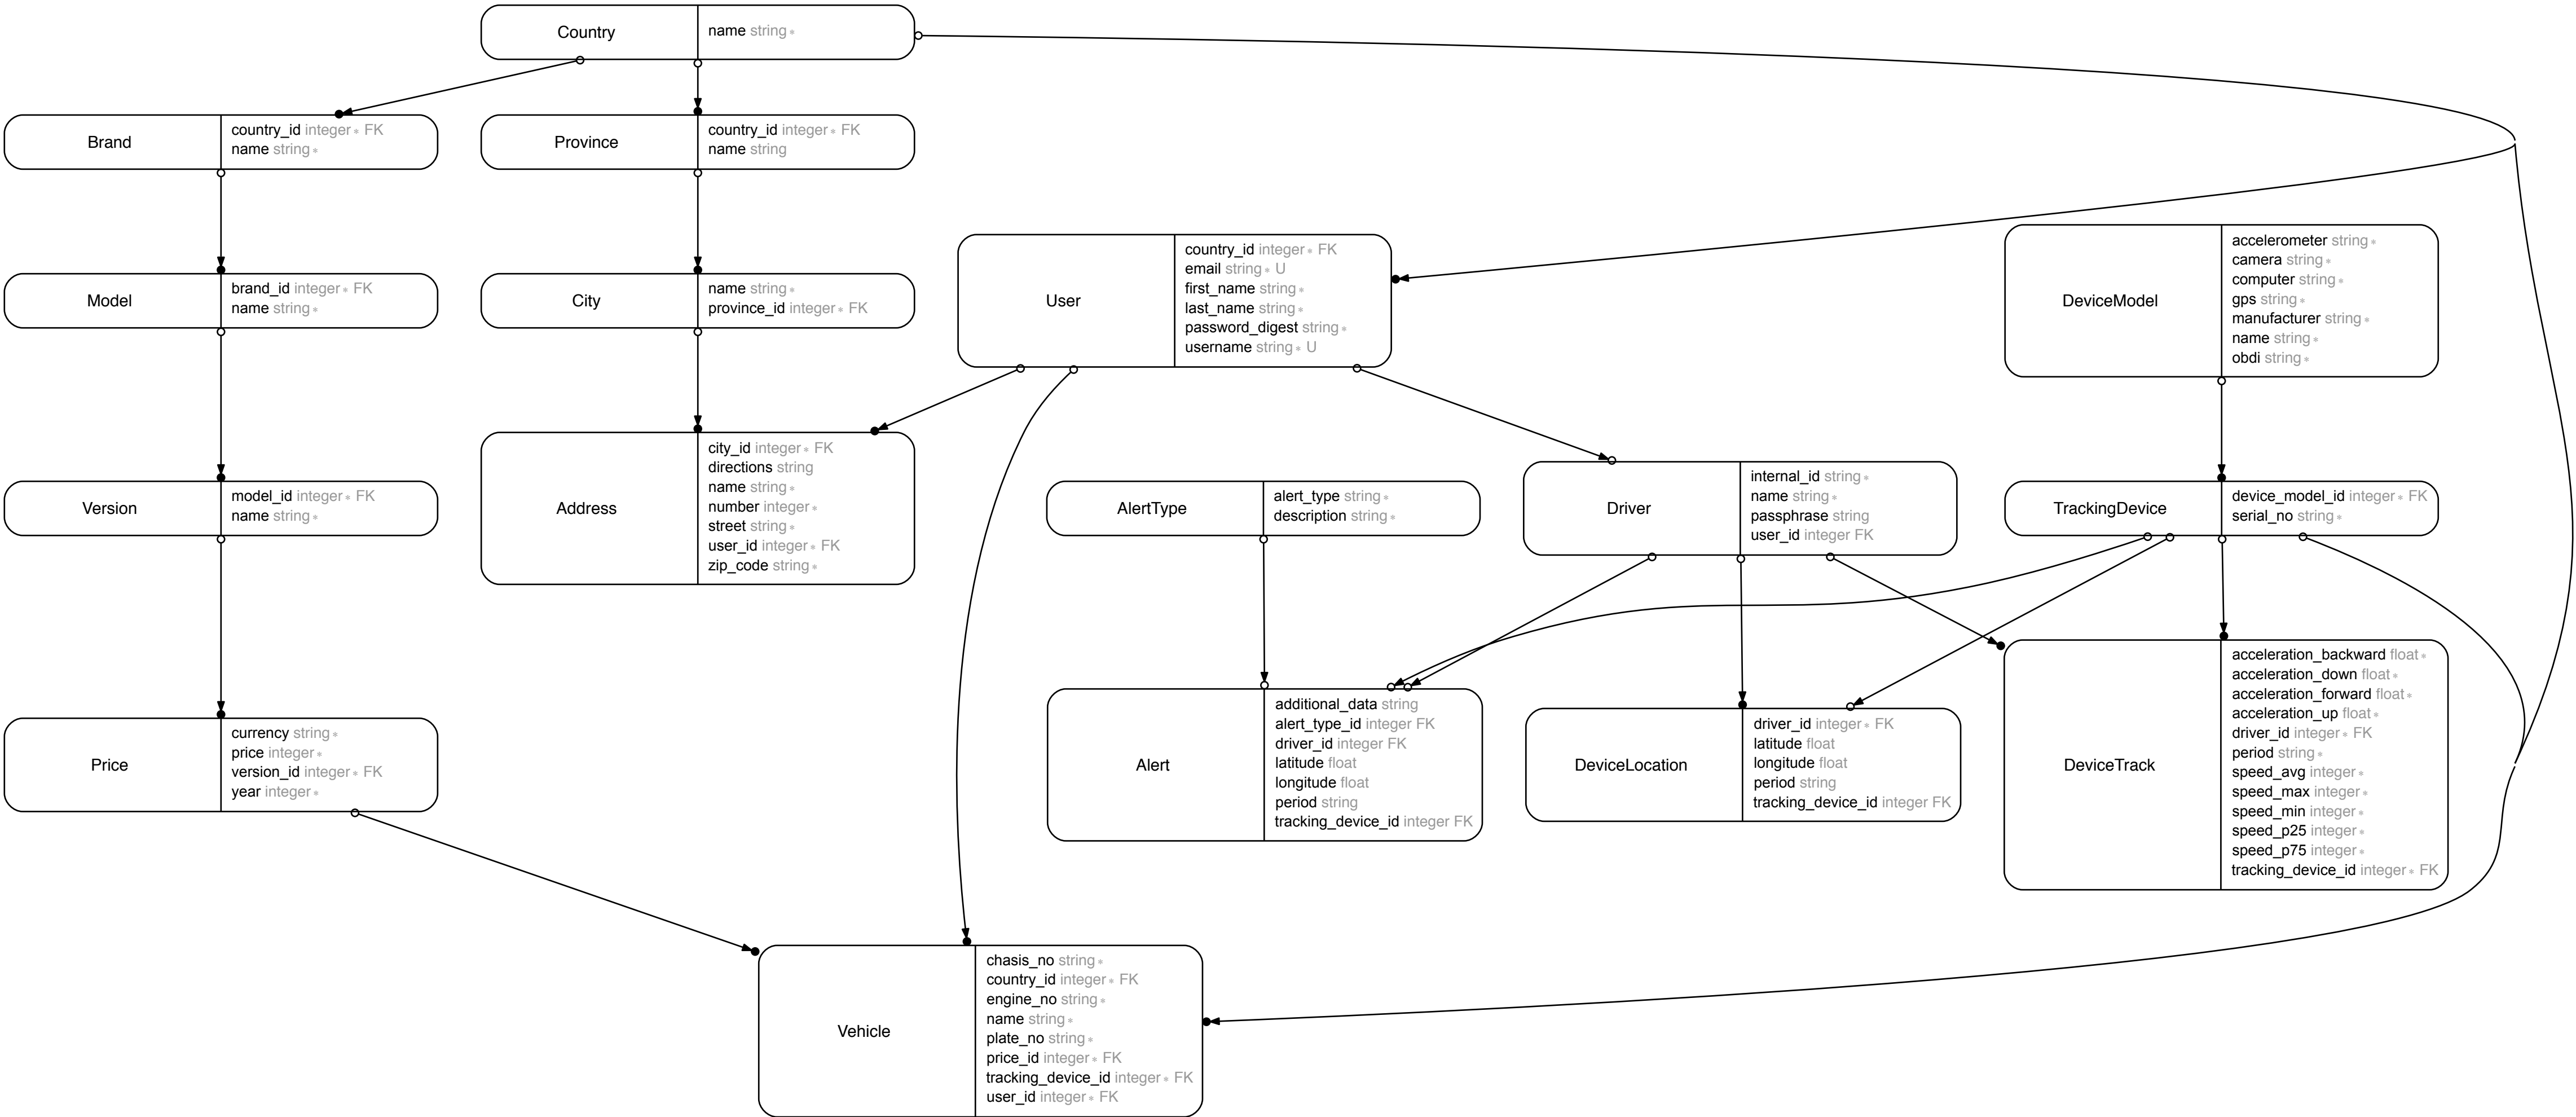 Country
name string*
Brand
country_id integer* FK
name string*
Province
country_id integer* FK
name string
Model
brand_id integer* FK
name string*
City
name string*
province_id integer* FK
User
country_id integer* FK
email string* U
first_name string*
last_name string*
password_digest string*
username string* U
DeviceModel
accelerometer string*
camera string*
computer string*
gps string*
manufacturer string*
name string*
obdi string*
Version
model_id integer* FK
name string*
Address
city_id integer* FK
directions string
name string*
number integer*
street string*
user_id integer* FK
zip_code string*
AlertType
alert_type string*
description string*
Driver
internal_id string*
name string*
passphrase string
user_id integer FK
TrackingDevice
device_model_id integer* FK
serial_no string*
Price
currency string*
price integer*
version_id integer* FK
year integer*
Alert
additional_data string
alert_type_id integer FK
driver_id integer FK
latitude float
longitude float
period string
tracking_device_id integer FK
DeviceLocation
driver_id integer* FK
latitude float
longitude float
period string
tracking_device_id integer FK
DeviceTrack
acceleration_backward float*
acceleration_down float*
acceleration_forward float*
acceleration_up float*
driver_id integer* FK
period string*
speed_avg integer*
speed_max integer*
speed_min integer*
speed_p25 integer*
speed_p75 integer*
tracking_device_id integer* FK
Vehicle
chasis_no string*
country_id integer* FK
engine_no string*
name string*
plate_no string*
price_id integer* FK
tracking_device_id integer* FK
user_id integer* FK